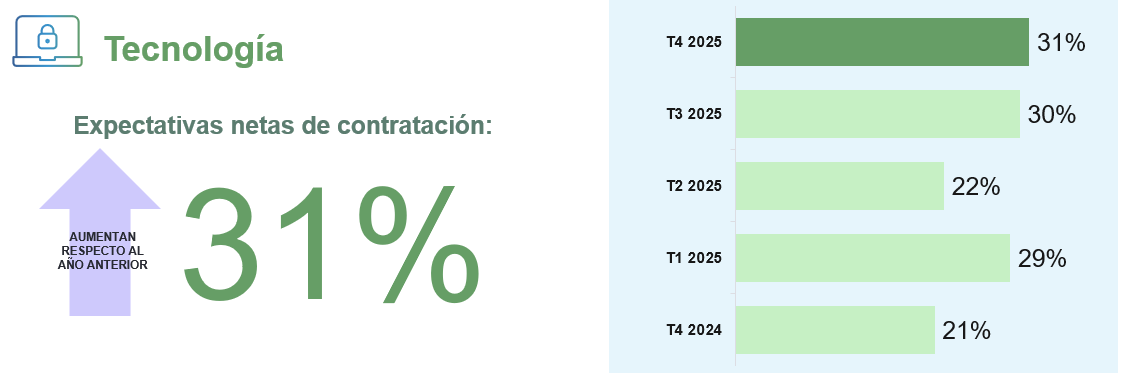 Tecnología
Expectativas netas de contratación:
AUMENTAN
RESPECTO AL
AÑO ANTERIOR
31%
T4 2025 31%
T3 2025 30%
T2 2025 22%
T1 2025 29%
T4 2024 21%